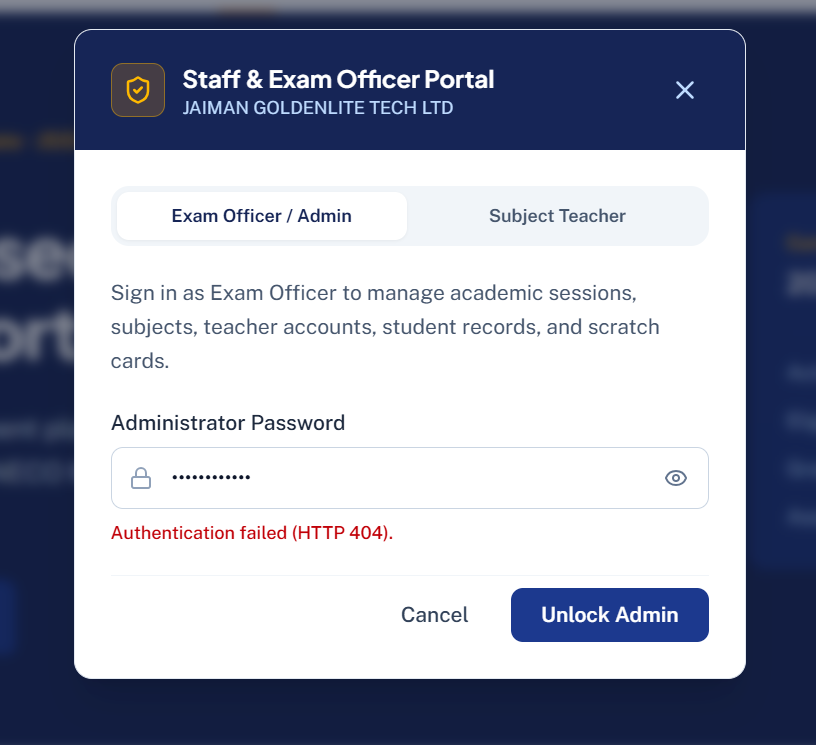 Staff & Exam Officer Portal
JAIMAN GOLDENLITE TECH LTD
Exam Officer / Admin
Subject Teacher
Sign in as Exam Officer to manage academic sessions,
subjects, teacher accounts, student records, and scratch
cards.
Administrator Password
••••••••••••
Authentication failed (HTTP 404).
Cancel
Unlock Admin